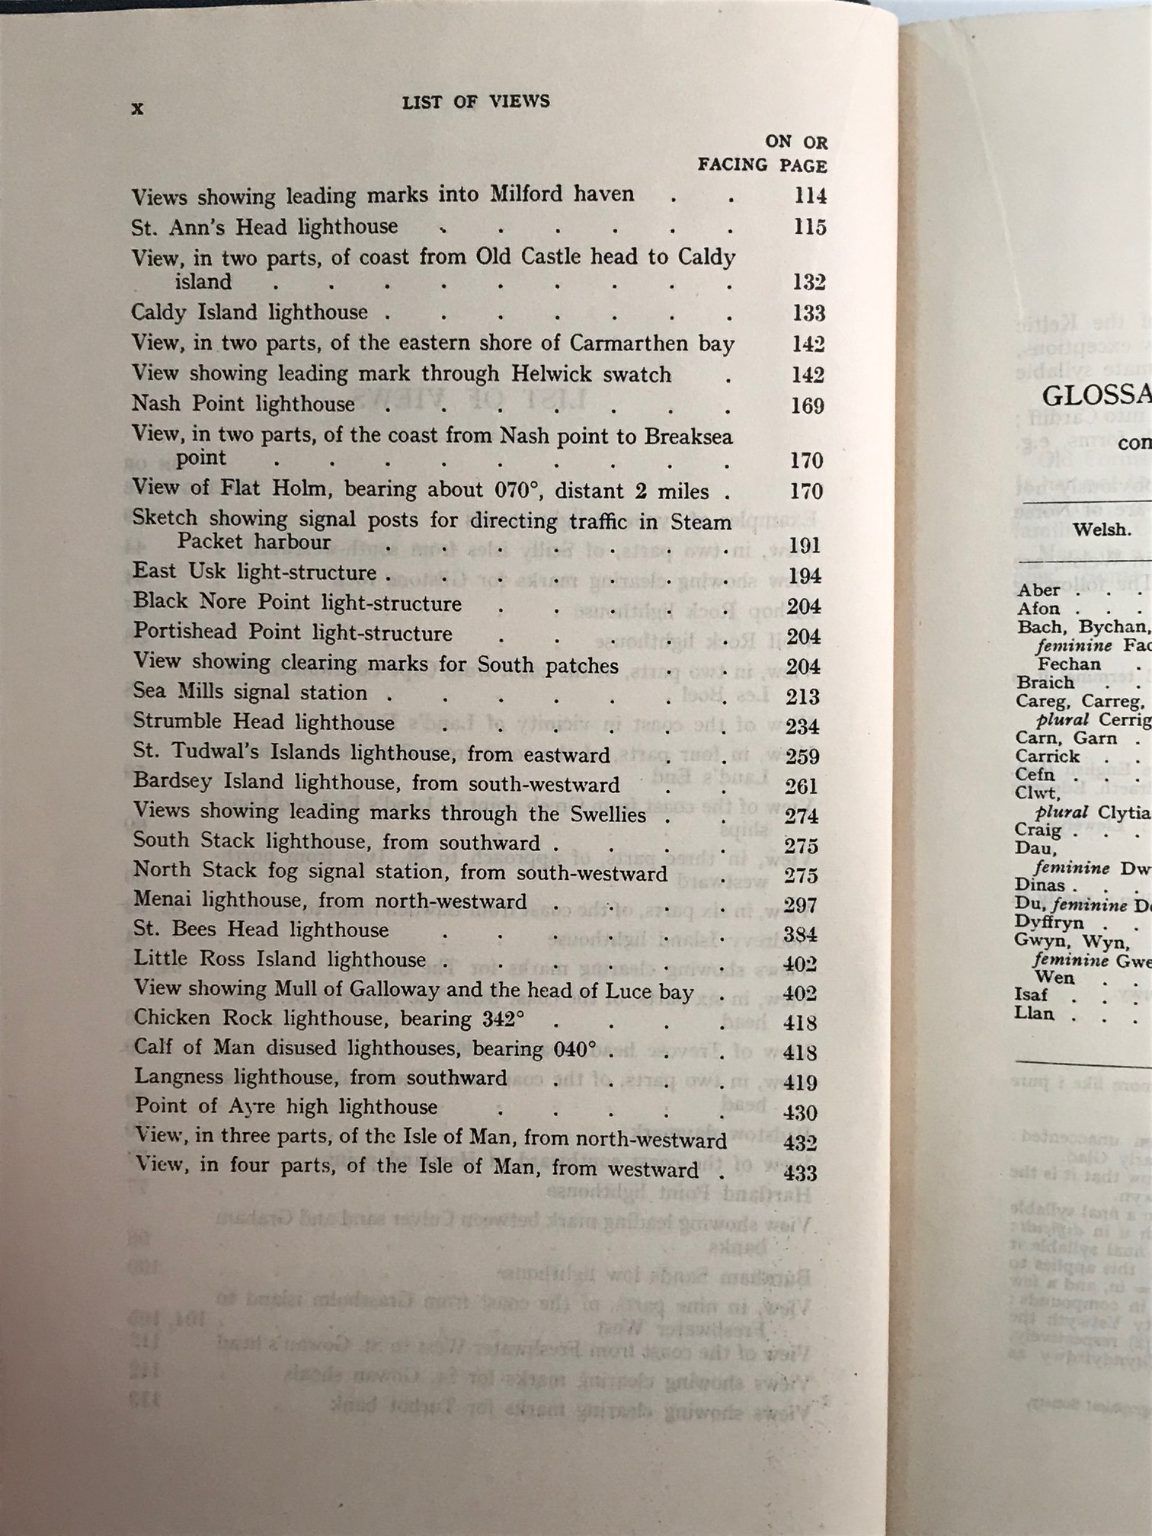 x LIST OF VIEWS
ON OR
FACING PAGE
Views showing leading marks into Milford haven . . 114
St. Ann's Head lighthouse . . . . . . 115
View, in two parts, of coast from Old Castle head to Caldy
island . . . . . . . . . 132
Caldy Island lighthouse . . . . . . . 133
View, in two parts, of the eastern shore of Carmarthen bay 142
View showing leading mark through Helwick swatch . 142
Nash Point lighthouse . . . . . . . 169
View, in two parts, of the coast from Nash point to Breaksea
point . . . . . . . . . 170
View of Flat Holm, bearing about 070°, distant 2 miles . 170
Sketch showing signal posts for directing traffic in Steam
Packet harbour . . . . . . . 191
East Usk light-structure . . . . . . . 194
Black Nore Point light-structure . . . . . 204
Portishead Point light-structure . . . . . 204
View showing clearing marks for South patches . . 204
Sea Mills signal station . . . . . . . 213
Strumble Head lighthouse . . . . . . 234
St. Tudwal's Islands lighthouse, from eastward . . 259
Bardsey Island lighthouse, from south-westward . . 261
Views showing leading marks through the Swellies . . 274
South Stack lighthouse, from southward . . . . 275
North Stack fog signal station, from south-westward . 275
Menai lighthouse, from north-westward . . . . 297
St. Bees Head lighthouse . . . . . . 384
Little Ross Island lighthouse . . . . . . 402
View showing Mull of Galloway and the head of Luce bay . 402
Chicken Rock lighthouse, bearing 342° . . . . 418
Calf of Man disused lighthouses, bearing 040° . . . 418
Langness lighthouse, from southward . . . . 419
Point of Ayre high lighthouse . . . . . 430
View, in three parts, of the Isle of Man, from north-westward 432
View, in four parts, of the Isle of Man, from westward . 433
GLOSSA
con
Welsh.
Aber . . .
Afon . . .
Bach, Bychan,
feminine Fac
Fechan .
Braich . .
Careg, Carreg,
plural Cerrig
Carn, Garn .
Carrick . .
Cefn . . .
Clwt,
plural Clytia
Craig . . .
Dau,
feminine Dw
Dinas . . .
Du, feminine D
Dyffryn . .
Gwyn, Wyn,
feminine Gwe
Wen . .
Isaf . . .
Llan . . .